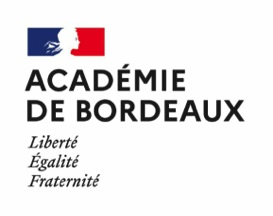 ACADÉMIE
DE BORDEAUX
Liberté
Égalité
Fraternité